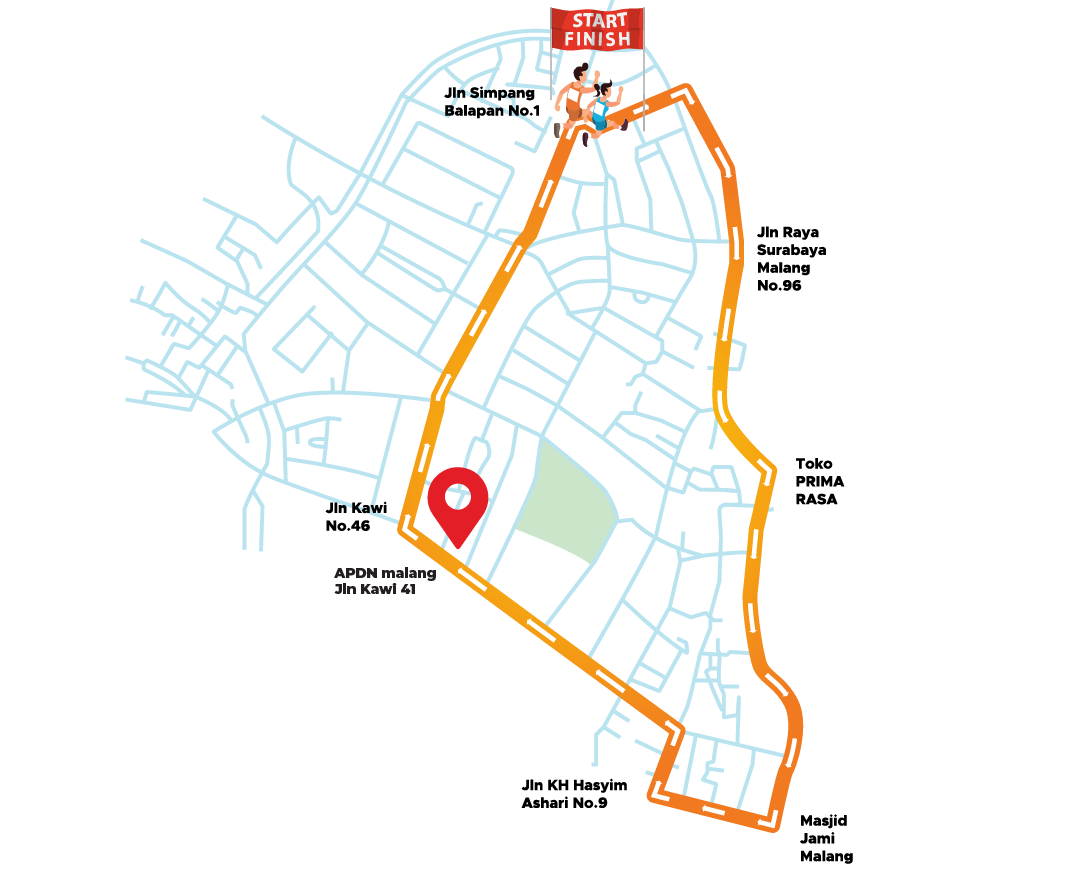 START
FINISH
Jln Simpang
Balapan No.1
Jln Raya
Surabaya
Malang
No.96
Toko
PRIMA
RASA
Jln Kawi
No.46
APDN malang
Jln Kawi 41
Jln KH Hasyim
Ashari No.9
Masjid
Jami
Malang